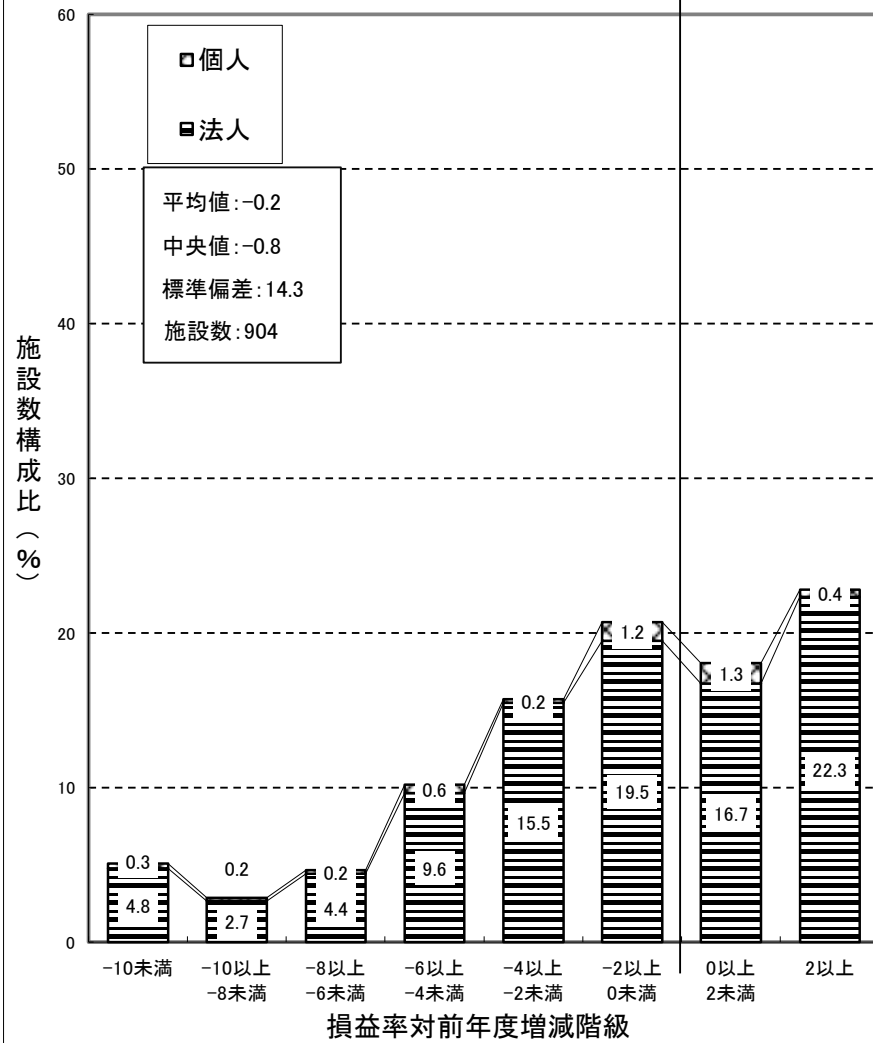 60
50
40
30
20
10
0
個人
法人
平均値:-0.2
中央値:-0.8
標準偏差:14.3
施設数:904
施設数構成比(%)
0.3
4.8
0.2
2.7
0.2
4.4
0.6
9.6
0.2
15.5
1.2
19.5
1.3
16.7
0.4
22.3
-10未満
-10以上
-8未満
-8以上
-6未満
-6以上
-4未満
-4以上
-2未満
-2以上
0未満
0以上
2未満
2以上
損益率対前年度増減階級